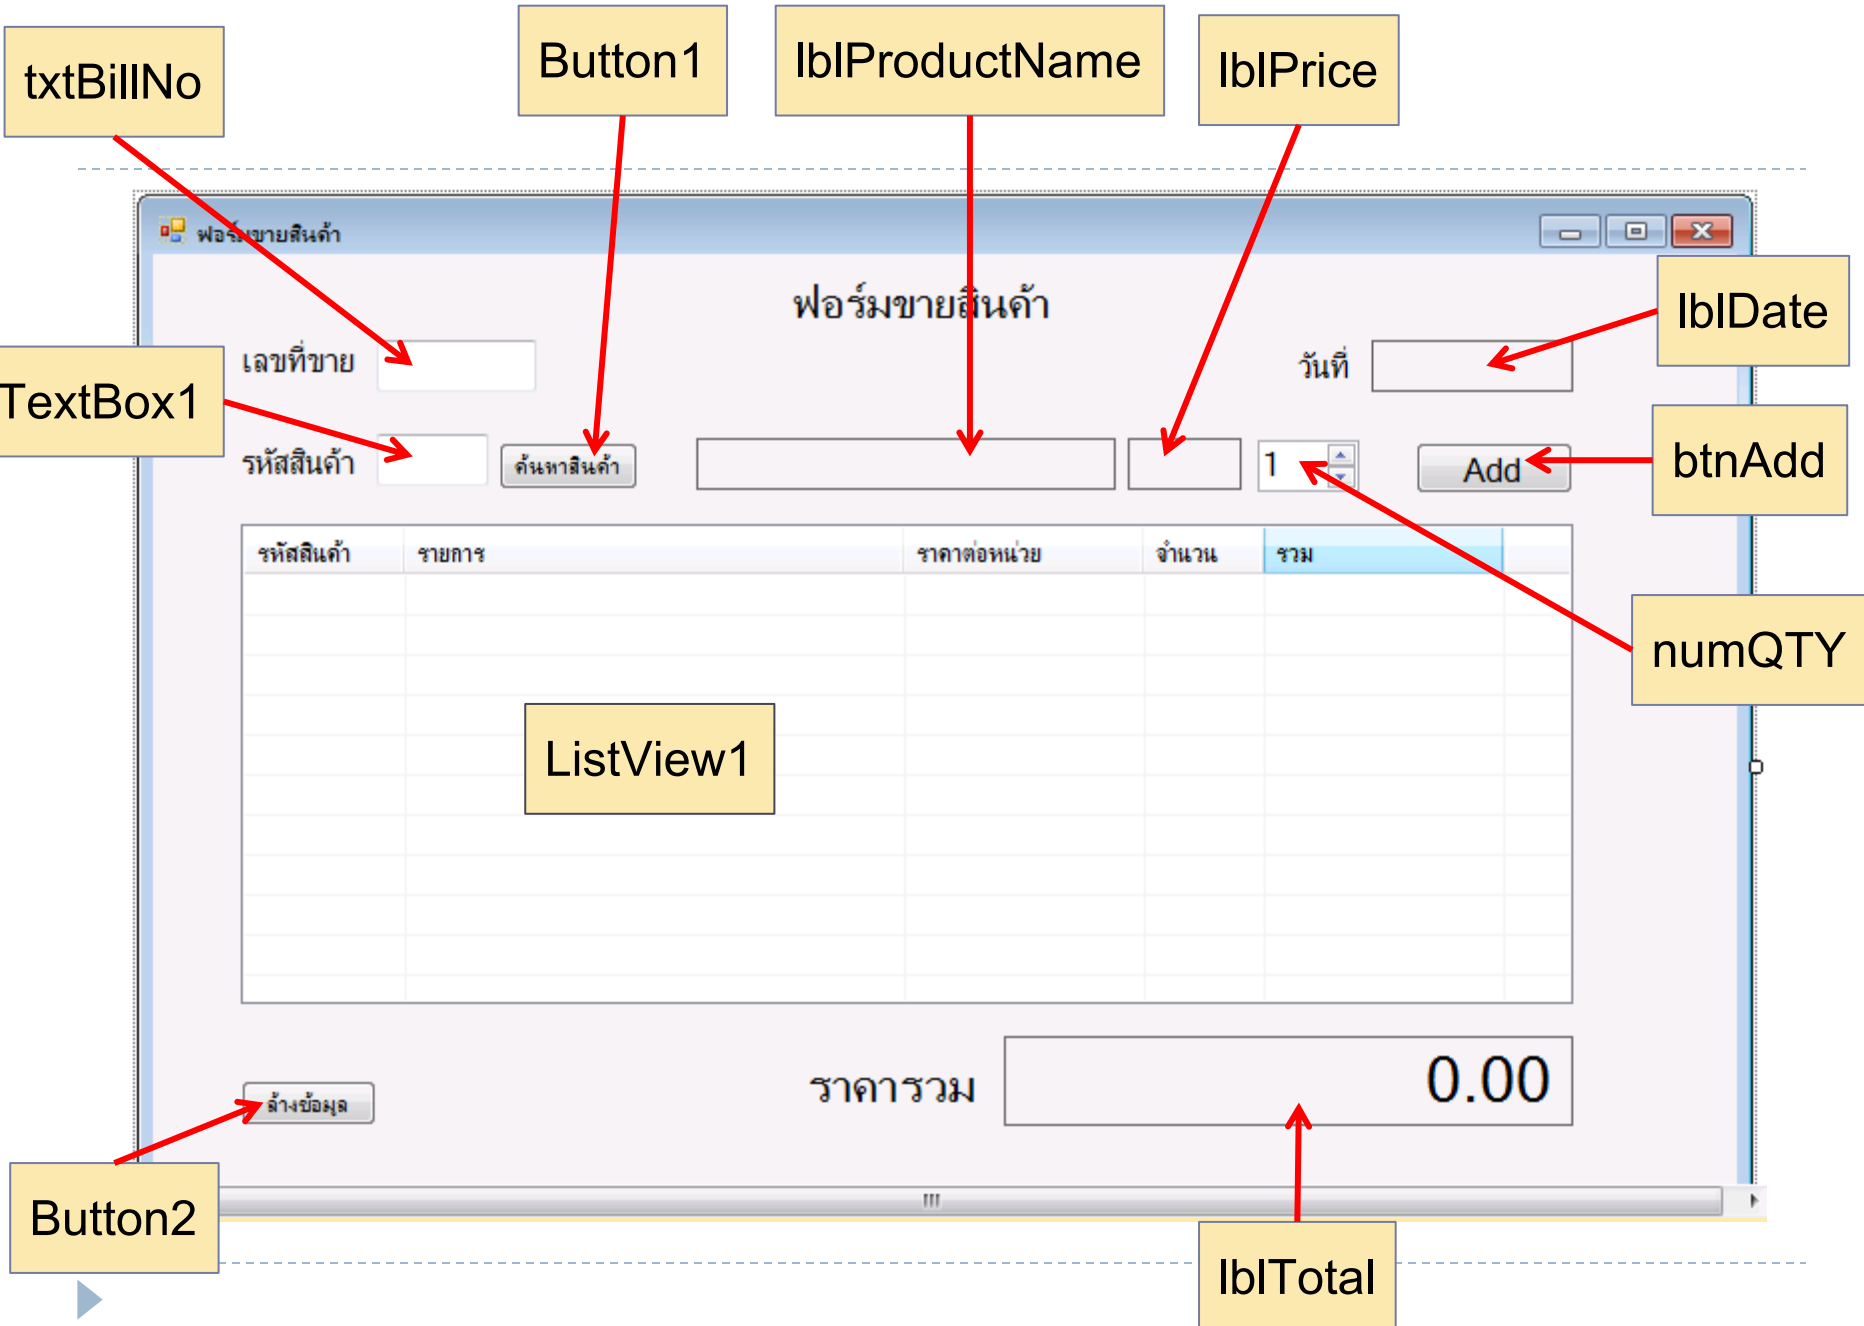 txtBillNo
Button1
lblProductName
lblPrice
ฟอร์มขายสินค้า
ฟอร์มขายสินค้า
lblDate
เลขที่ขาย
วันที่
TextBox1
รหัสสินค้า
ค้นหาสินค้า
1
Add
btnAdd
รหัสสินค้า รายการ ราคาต่อหน่วย จำนวน รวม
numQTY
ListView1
ราคารวม
0.00
ล้างข้อมูล
Button2
lblTotal